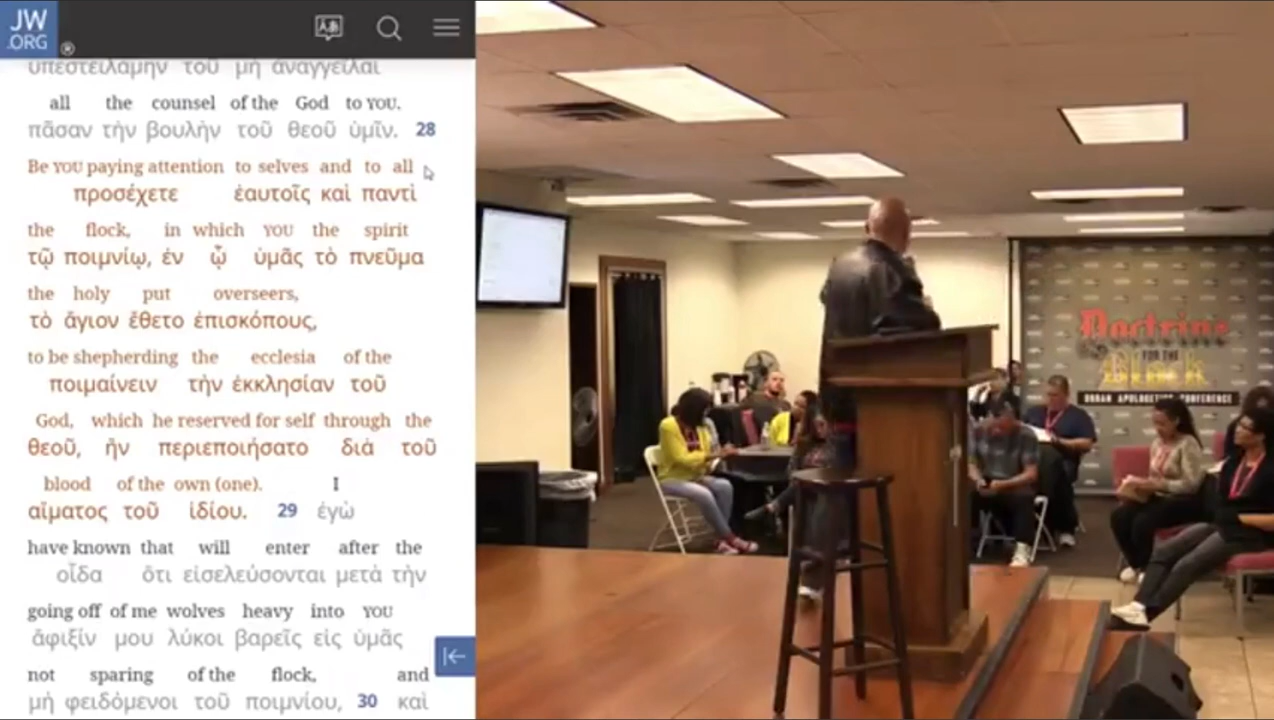 JW
.ORG
®
ὑπεστειλάμην τοῦ μὴ ἀναγγεῖλαι
all the counsel of the God to YOU.
πᾶσαν τὴν βουλὴν τοῦ θεοῦ ὑμῖν. 28
Be YOU paying attention to selves and to all
προσέχετε ἑαυτοῖς καὶ παντὶ
the flock, in which YOU the spirit
τῷ ποιμνίῳ, ἐν ᾧ ὑμᾶς τὸ πνεῦμα
the holy put overseers,
τὸ ἅγιον ἔθετο ἐπισκόπους,
to be shepherding the ecclesia of the
ποιμαίνειν τὴν ἐκκλησίαν τοῦ
God, which he reserved for self through the
θεοῦ, ἣν περιεποιήσατο διὰ τοῦ
blood of the own (one). I
αἵματος τοῦ ἰδίου. 29 ἐγὼ
have known that will enter after the
οἶδα ὅτι εἰσελεύσονται μετὰ τὴν
going off of me wolves heavy into YOU
ἄφιξίν μου λύκοι βαρεῖς εἰς ὑμᾶς
not sparing of the flock, and
μὴ φειδόμενοι τοῦ ποιμνίου, 30 καὶ
Doctrine
FOR THE
Block
URBAN APOLOGETICS CONFERENCE